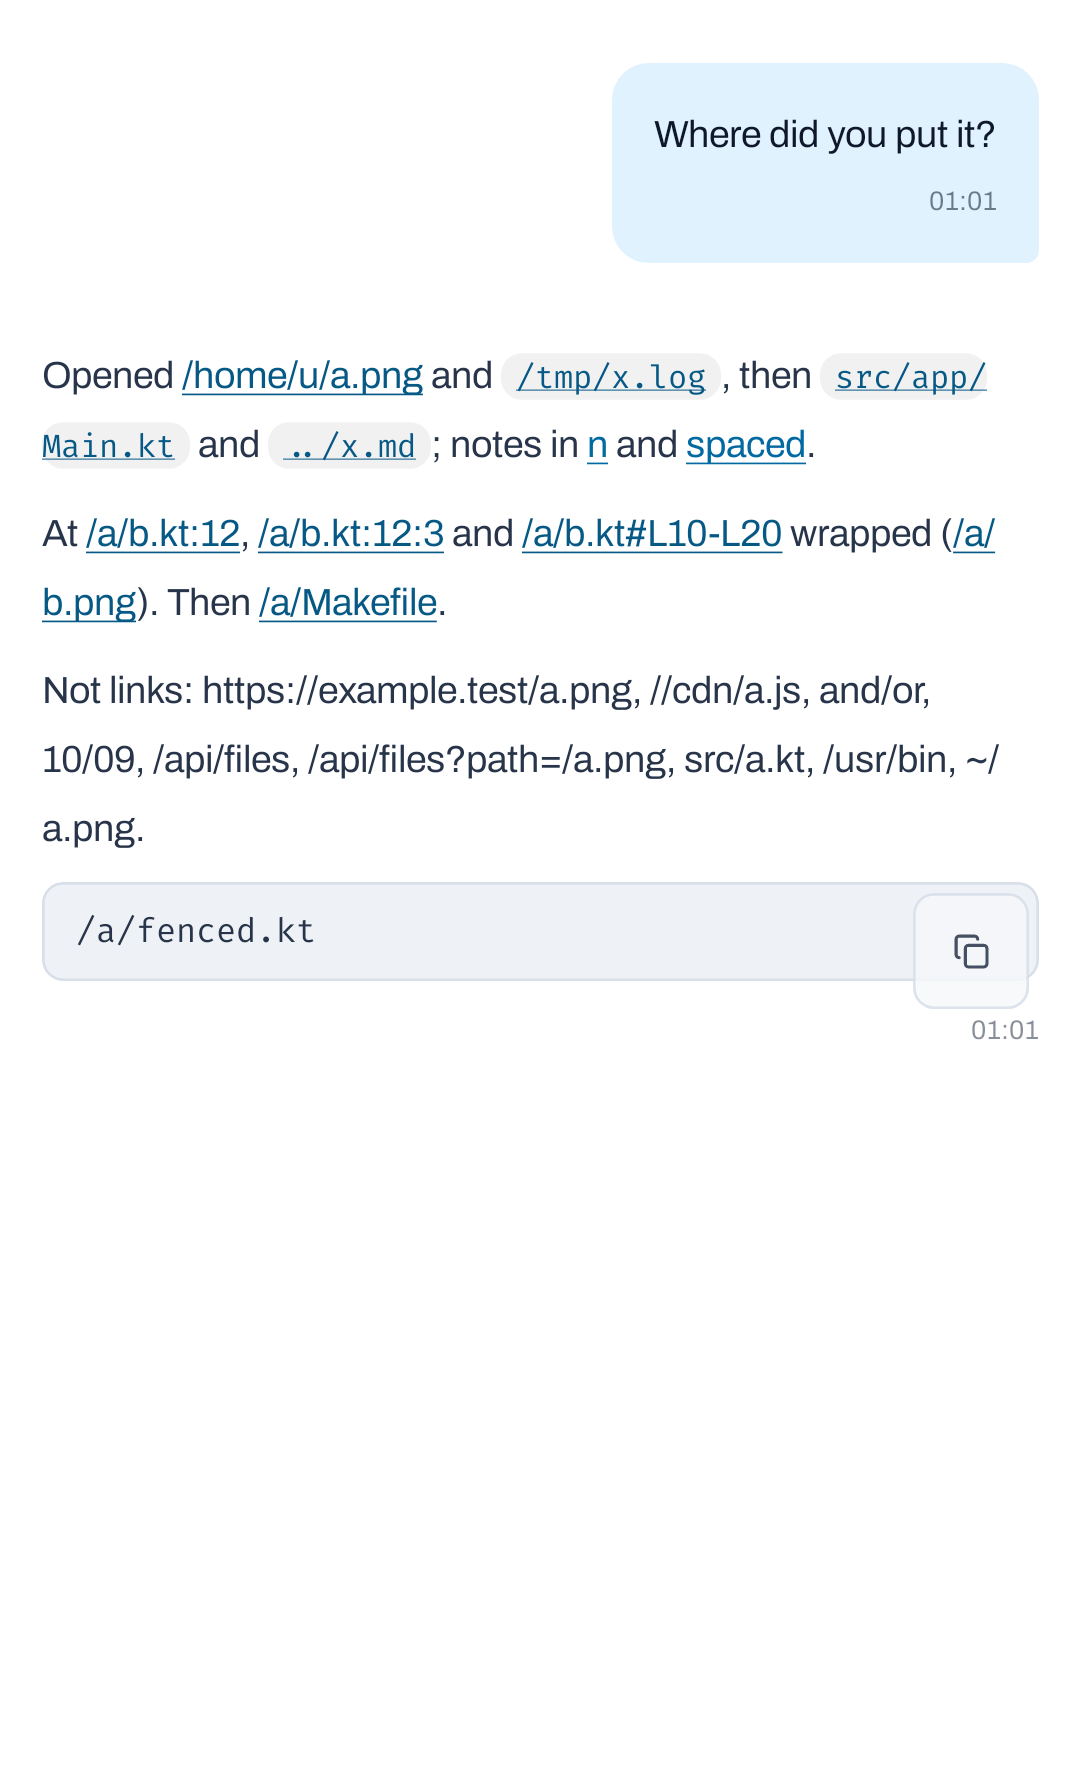 Where did you put it?
01:01
Opened /home/u/a.png and /tmp/x.log, then src/app/
Main.kt and ../x.md; notes in n and spaced.
At /a/b.kt:12, /a/b.kt:12:3 and /a/b.kt#L10-L20 wrapped (/a/
b.png). Then /a/Makefile.
Not links: https://example.test/a.png, //cdn/a.js, and/or,
10/09, /api/files, /api/files?path=/a.png, src/a.kt, /usr/bin, ~/
a.png.
/a/fenced.kt
01:01